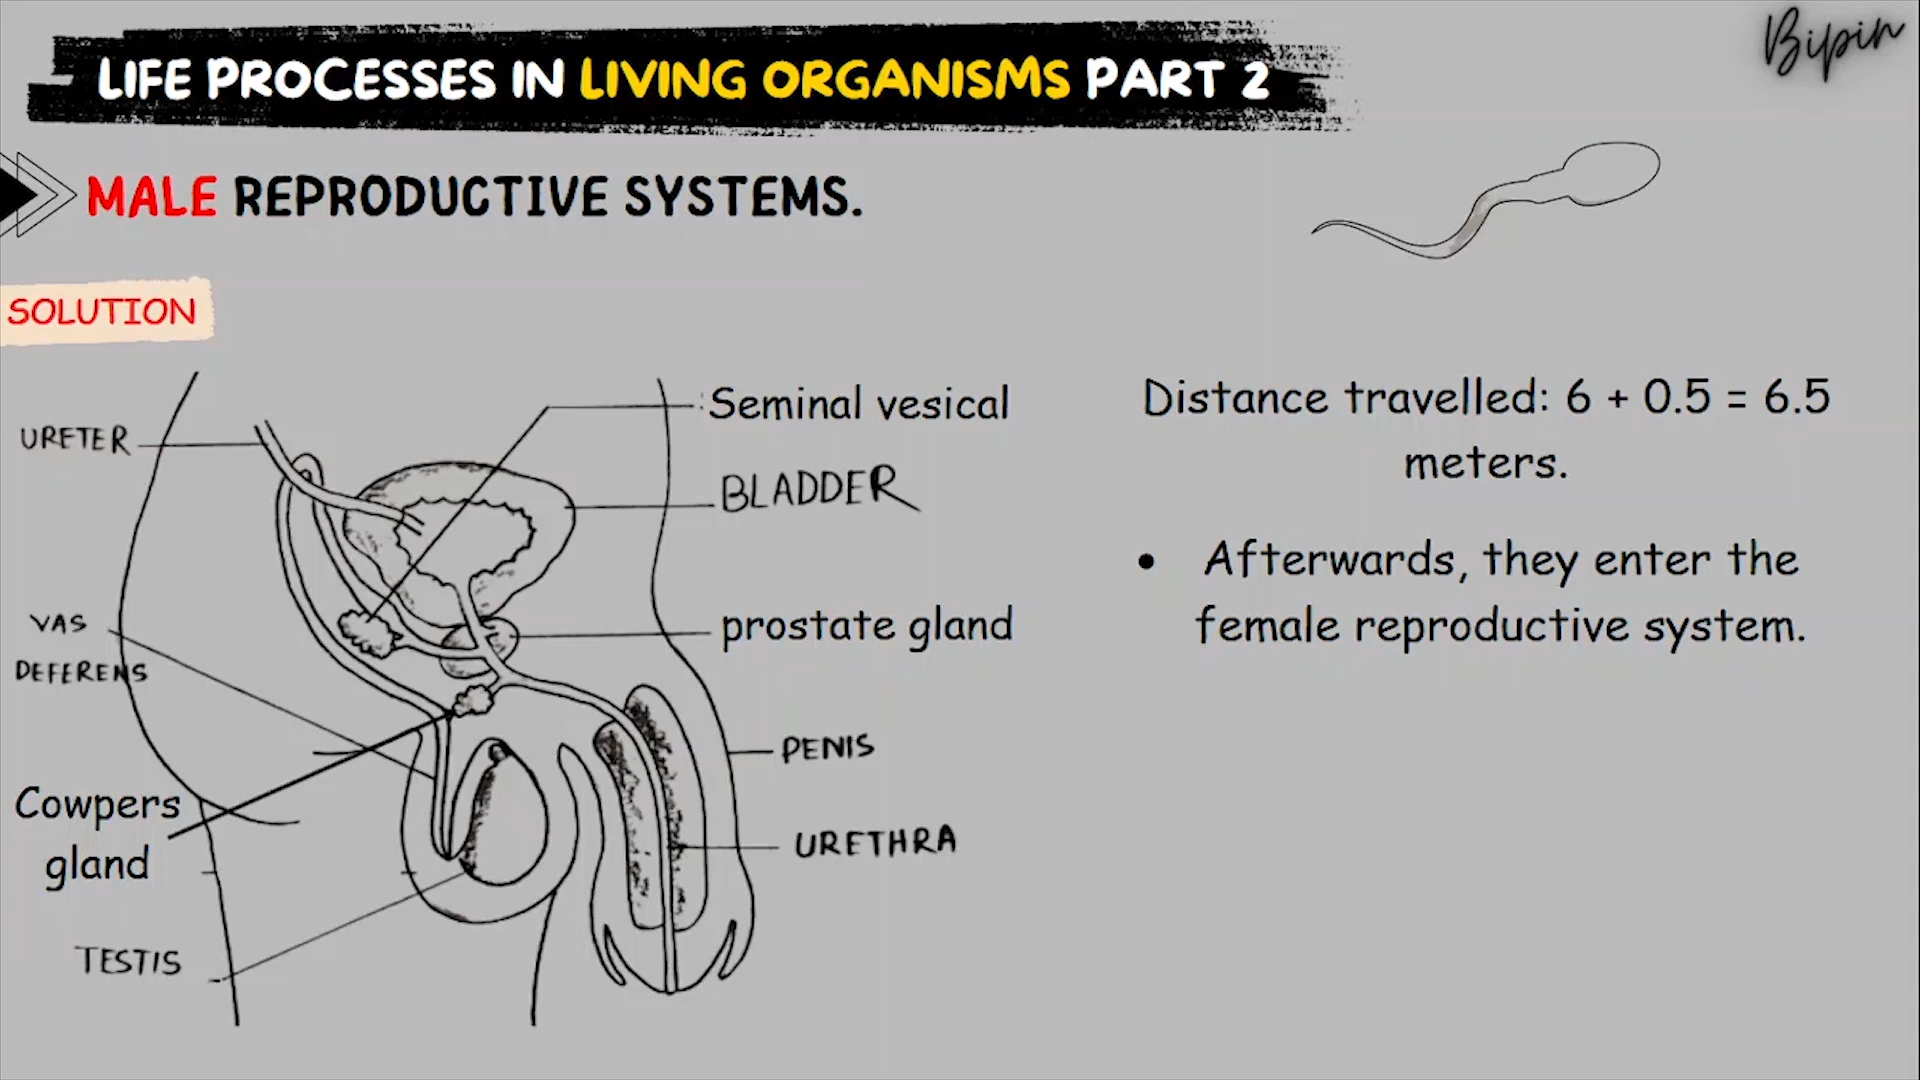 Bipin
LIFE PROCESSES IN LIVING ORGANISMS PART 2
MALE REPRODUCTIVE SYSTEMS.
SOLUTION
URETER
VAS
DEFERENS
Cowpers
gland
TESTIS
Seminal vesical
BLADDER
prostate gland
PENIS
URETHRA
Distance travelled: 6 + 0.5 = 6.5
meters.
• Afterwards, they enter the
female reproductive system.